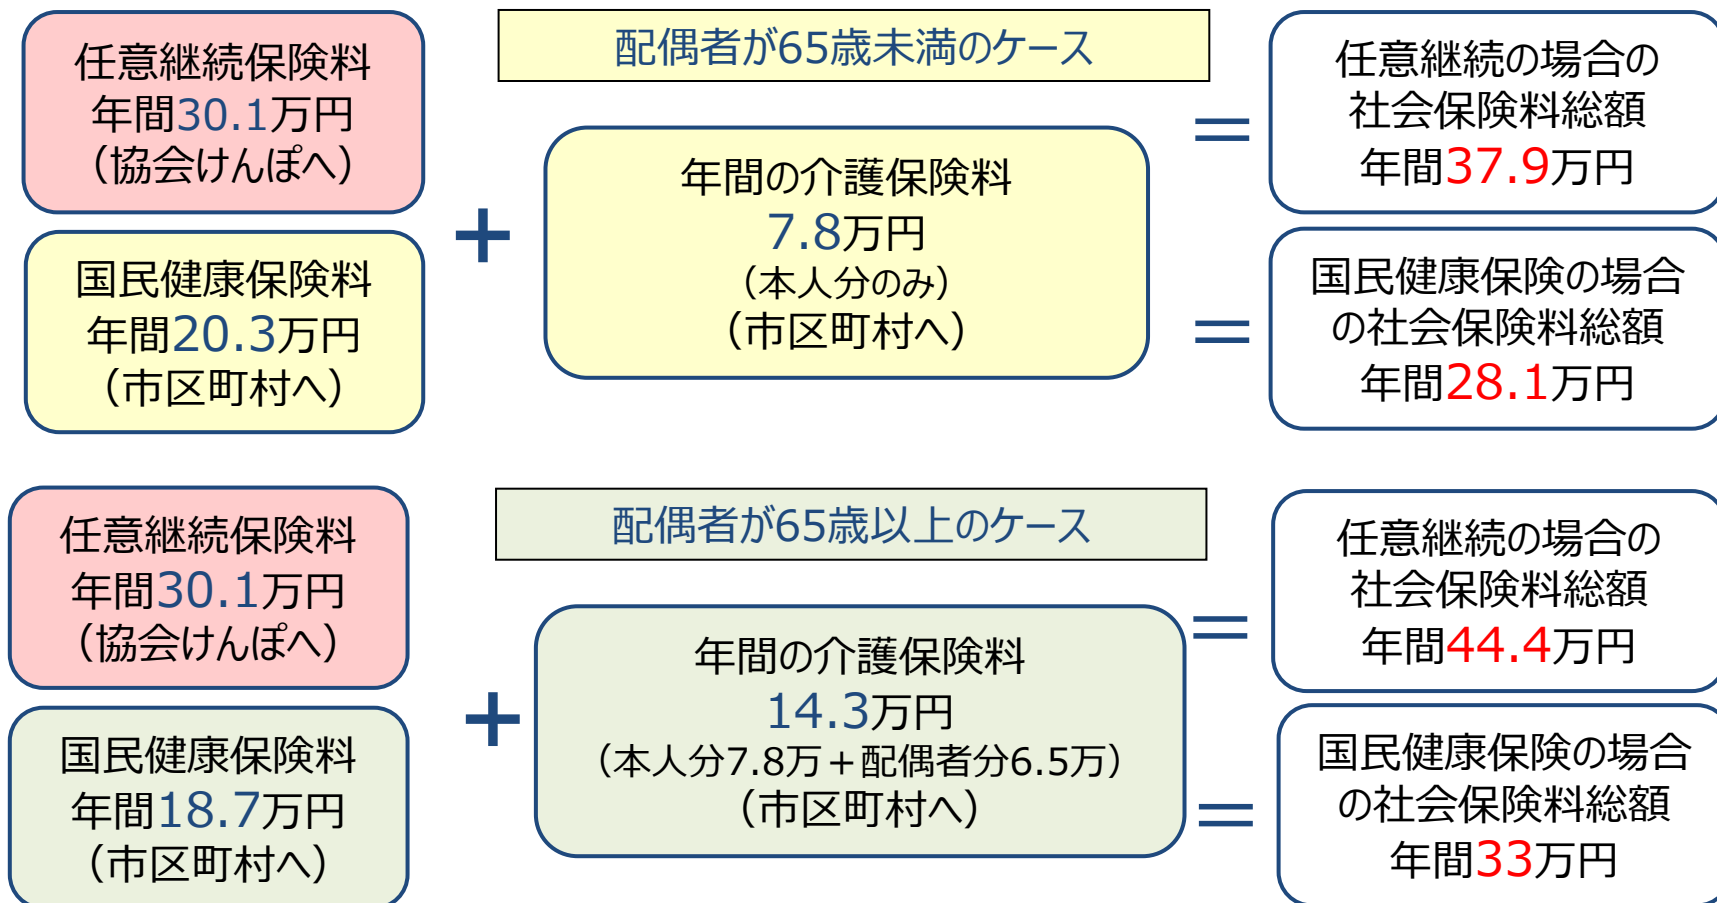 配偶者が65歳未満のケース
任意継続保険料
年間30.1万円
（協会けんぽへ）
国民健康保険料
年間20.3万円
（市区町村へ）
＋
年間の介護保険料
7.8万円
（本人分のみ）
（市区町村へ）
＝
任意継続の場合の
社会保険料総額
年間37.9万円
＝
国民健康保険の場合
の社会保険料総額
年間28.1万円
配偶者が65歳以上のケース
任意継続保険料
年間30.1万円
（協会けんぽへ）
国民健康保険料
年間18.7万円
（市区町村へ）
＋
年間の介護保険料
14.3万円
（本人分7.8万＋配偶者分6.5万）
（市区町村へ）
＝
任意継続の場合の
社会保険料総額
年間44.4万円
＝
国民健康保険の場合
の社会保険料総額
年間33万円